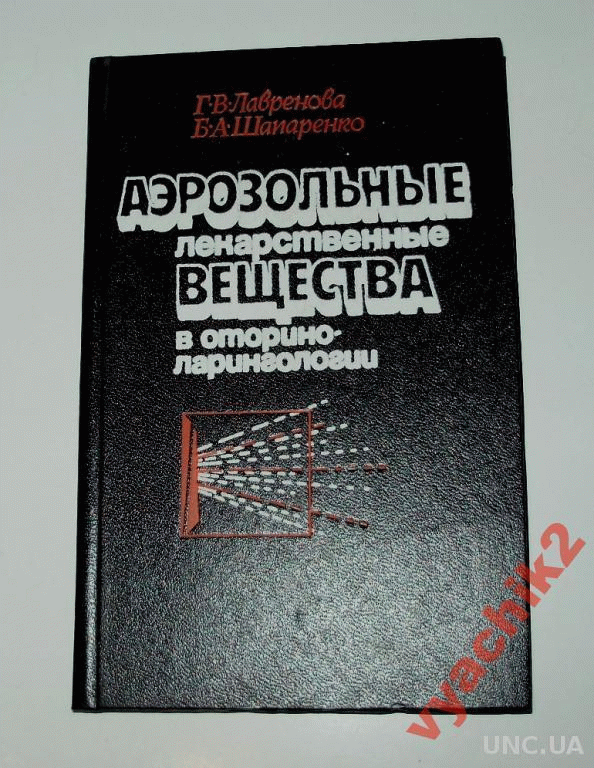 Г·В·Лавренова
Б·А·Шапаренко
АЭРОЗОЛЬНЫЕ
лекарственные
ВЕЩЕСТВА
в оторино-
ларингологии
vyachik2
UNC.UA